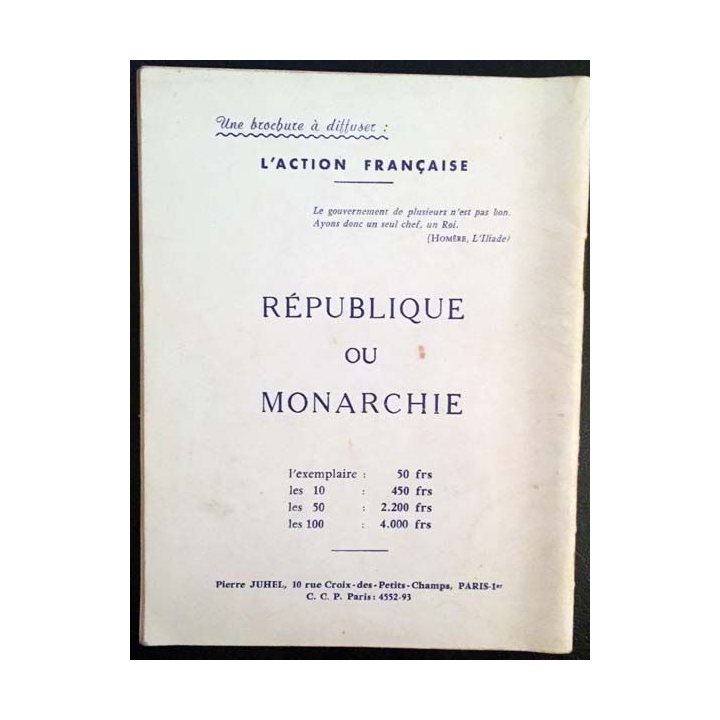 Une brochure à diffuser :
L'ACTION FRANÇAISE
Le gouvernement de plusieurs n'est pas bon.
Ayons donc un seul chef, un Roi.
(HOMÈRE, L'Iliade)
RÉPUBLIQUE
OU
MONARCHIE
l'exemplaire : 50 frs
les 10 : 450 frs
les 50 : 2.200 frs
les 100 : 4.000 frs
Pierre JUHEL, 10 rue Croix-des-Petits-Champs, PARIS-1er
C. C. P. Paris : 4552-93